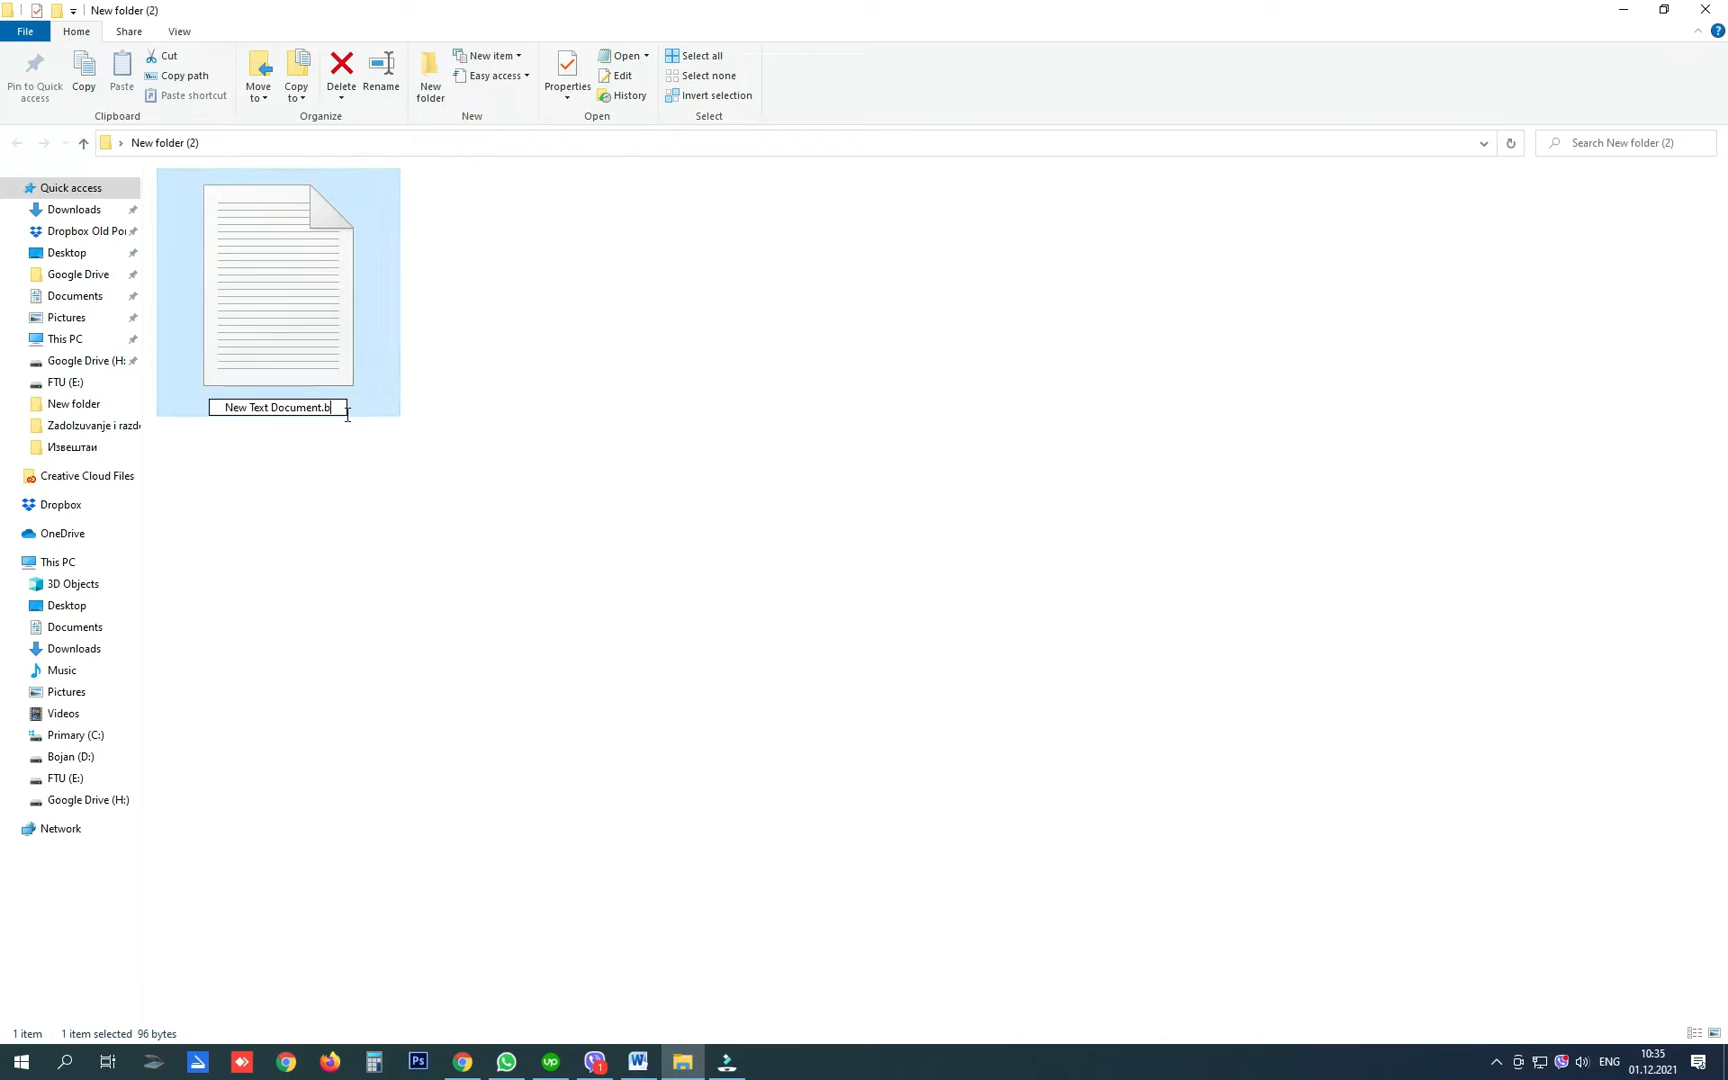 New folder (2)
File Home Share View
Pin to Quick access
Copy
Paste
Cut
Copy path
Paste shortcut
Clipboard
Move to
Copy to
Delete
Rename
Organize
New folder
New item
Easy access
New
Properties
Open
Edit
History
Open
Select all
Select none
Invert selection
Select
New folder (2)
Search New folder (2)
Quick access
Downloads
Dropbox Old Por
Desktop
Google Drive
Documents
Pictures
This PC
Google Drive (H:
FTU (E:)
New folder
Zadolzuvanje i razdo
Извештаи
Creative Cloud Files
Dropbox
OneDrive
This PC
3D Objects
Desktop
Documents
Downloads
Music
Pictures
Videos
Primary (C:)
Bojan (D:)
FTU (E:)
Google Drive (H:)
Network
New Text Document.b
1 item 1 item selected 96 bytes
Ps
up
1
W
ENG
10:35
01.12.2021